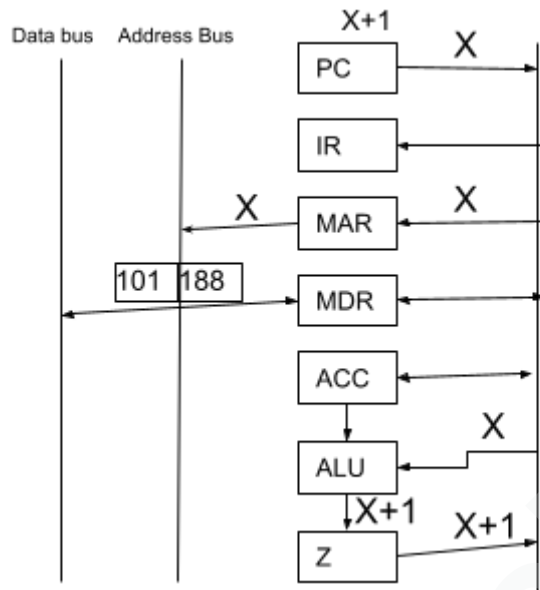 X+1
Data bus Address Bus
X
PC
IR
X X
MAR
101 188
MDR
ACC
X
ALU
X+1 X+1
Z